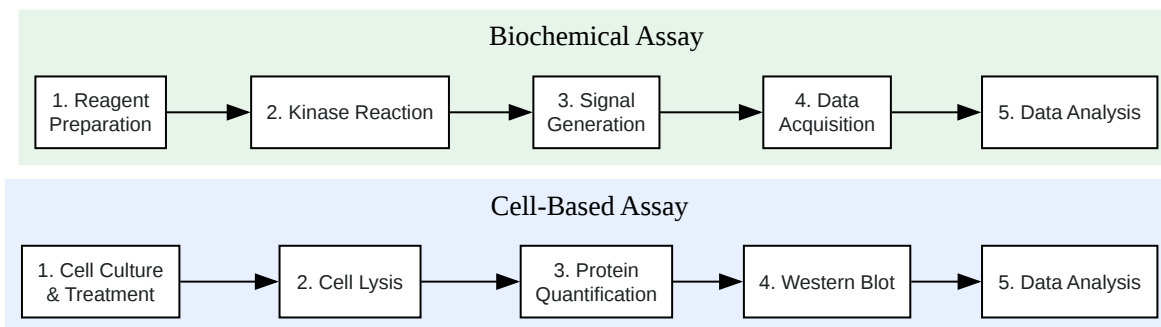 Biochemical Assay
1. Reagent
Preparation
2. Kinase Reaction
3. Signal
Generation
4. Data
Acquisition
5. Data Analysis
Cell-Based Assay
1. Cell Culture
& Treatment
2. Cell Lysis
3. Protein
Quantification
4. Western Blot
5. Data Analysis